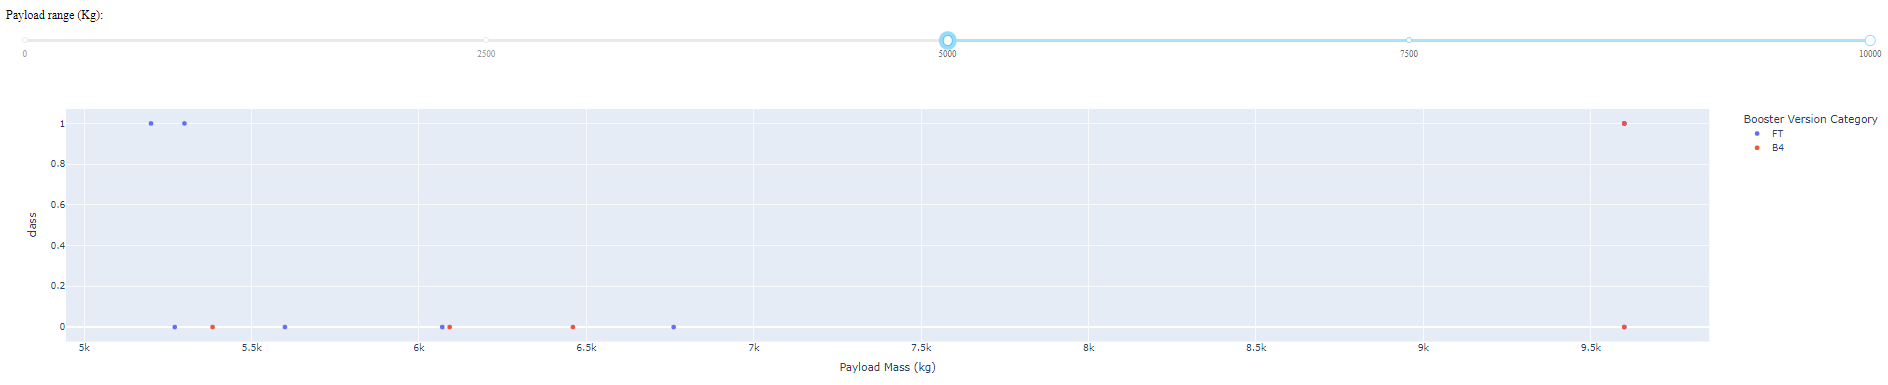 Payload range (Kg):
0 2500 5000 7500 10000
Booster Version Category
FT
B4
1
0.8
0.6
0.4
0.2
0
class
5k 5.5k 6k 6.5k 7k 7.5k 8k 8.5k 9k 9.5k
Payload Mass (kg)